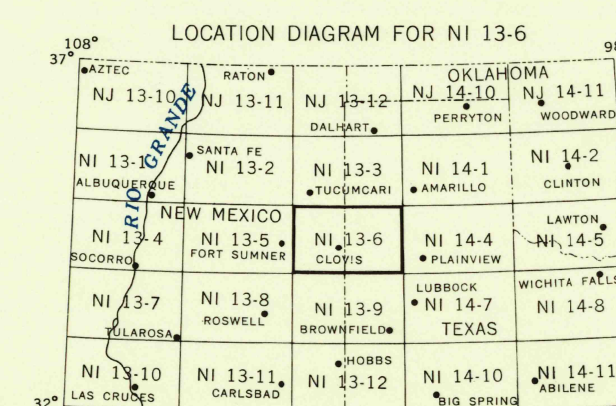 LOCATION DIAGRAM FOR NI 13-6
108°
98
37°
AZTEC
RATON
OKLAHOMA
NJ 13-10
NJ 13-11
NJ 13-12
NJ 14-10
NJ 14-11
DALHART
PERRYTON
WOODWARD
RIO GRANDE
SANTA FE
NI 13-1
NI 13-2
NI 13-3
NI 14-1
NI 14-2
ALBUQUERQUE
TUCUMCARI
AMARILLO
CLINTON
NEW MEXICO
LAWTON
NI 13-4
NI 13-5
NI 13-6
NI 14-4
NI 14-5
SOCORRO
FORT SUMNER
CLOVIS
PLAINVIEW
WICHITA FALLS
LUBBOCK
NI 13-7
NI 13-8
NI 13-9
NI 14-7
NI 14-8
TULAROSA
ROSWELL
BROWNFIELD
TEXAS
HOBBS
NI 13-10
NI 13-11
NI 13-12
NI 14-10
NI 14-11
LAS CRUCES
CARLSBAD
BIG SPRING
ABILENE
32°